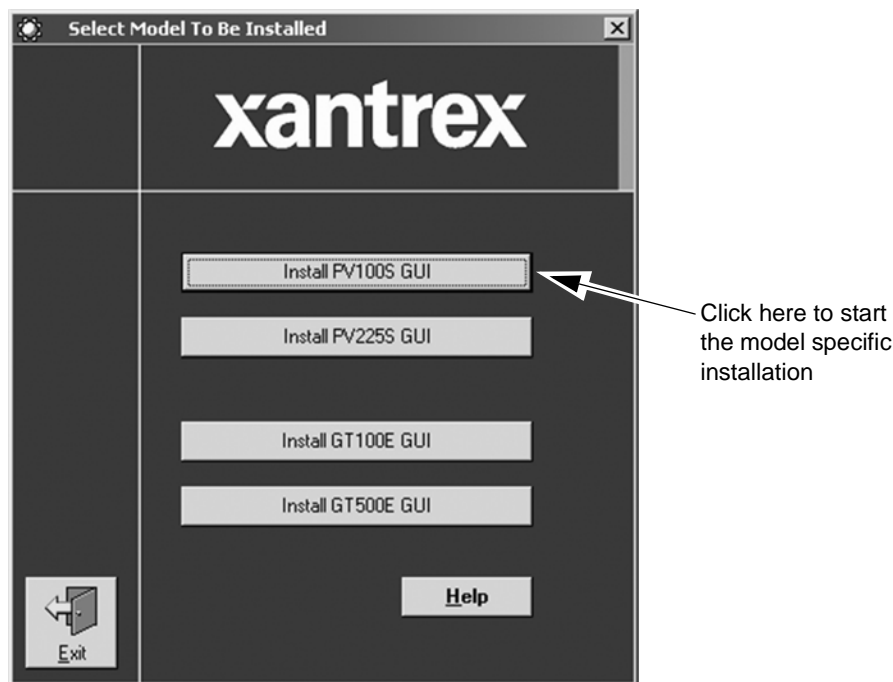 Select Model To Be Installed
xantrex
Install PV100S GUI
Click here to start
the model specific
installation
Install PV225S GUI
Install GT100E GUI
Install GT500E GUI
Help
Exit